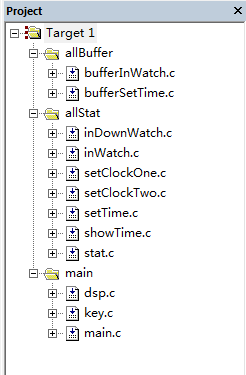 Project
Target 1
allBuffer
bufferInWatch.c
bufferSetTime.c
allStat
inDownWatch.c
inWatch.c
setClockOne.c
setClockTwo.c
setTime.c
showTime.c
stat.c
main
dsp.c
key.c
main.c